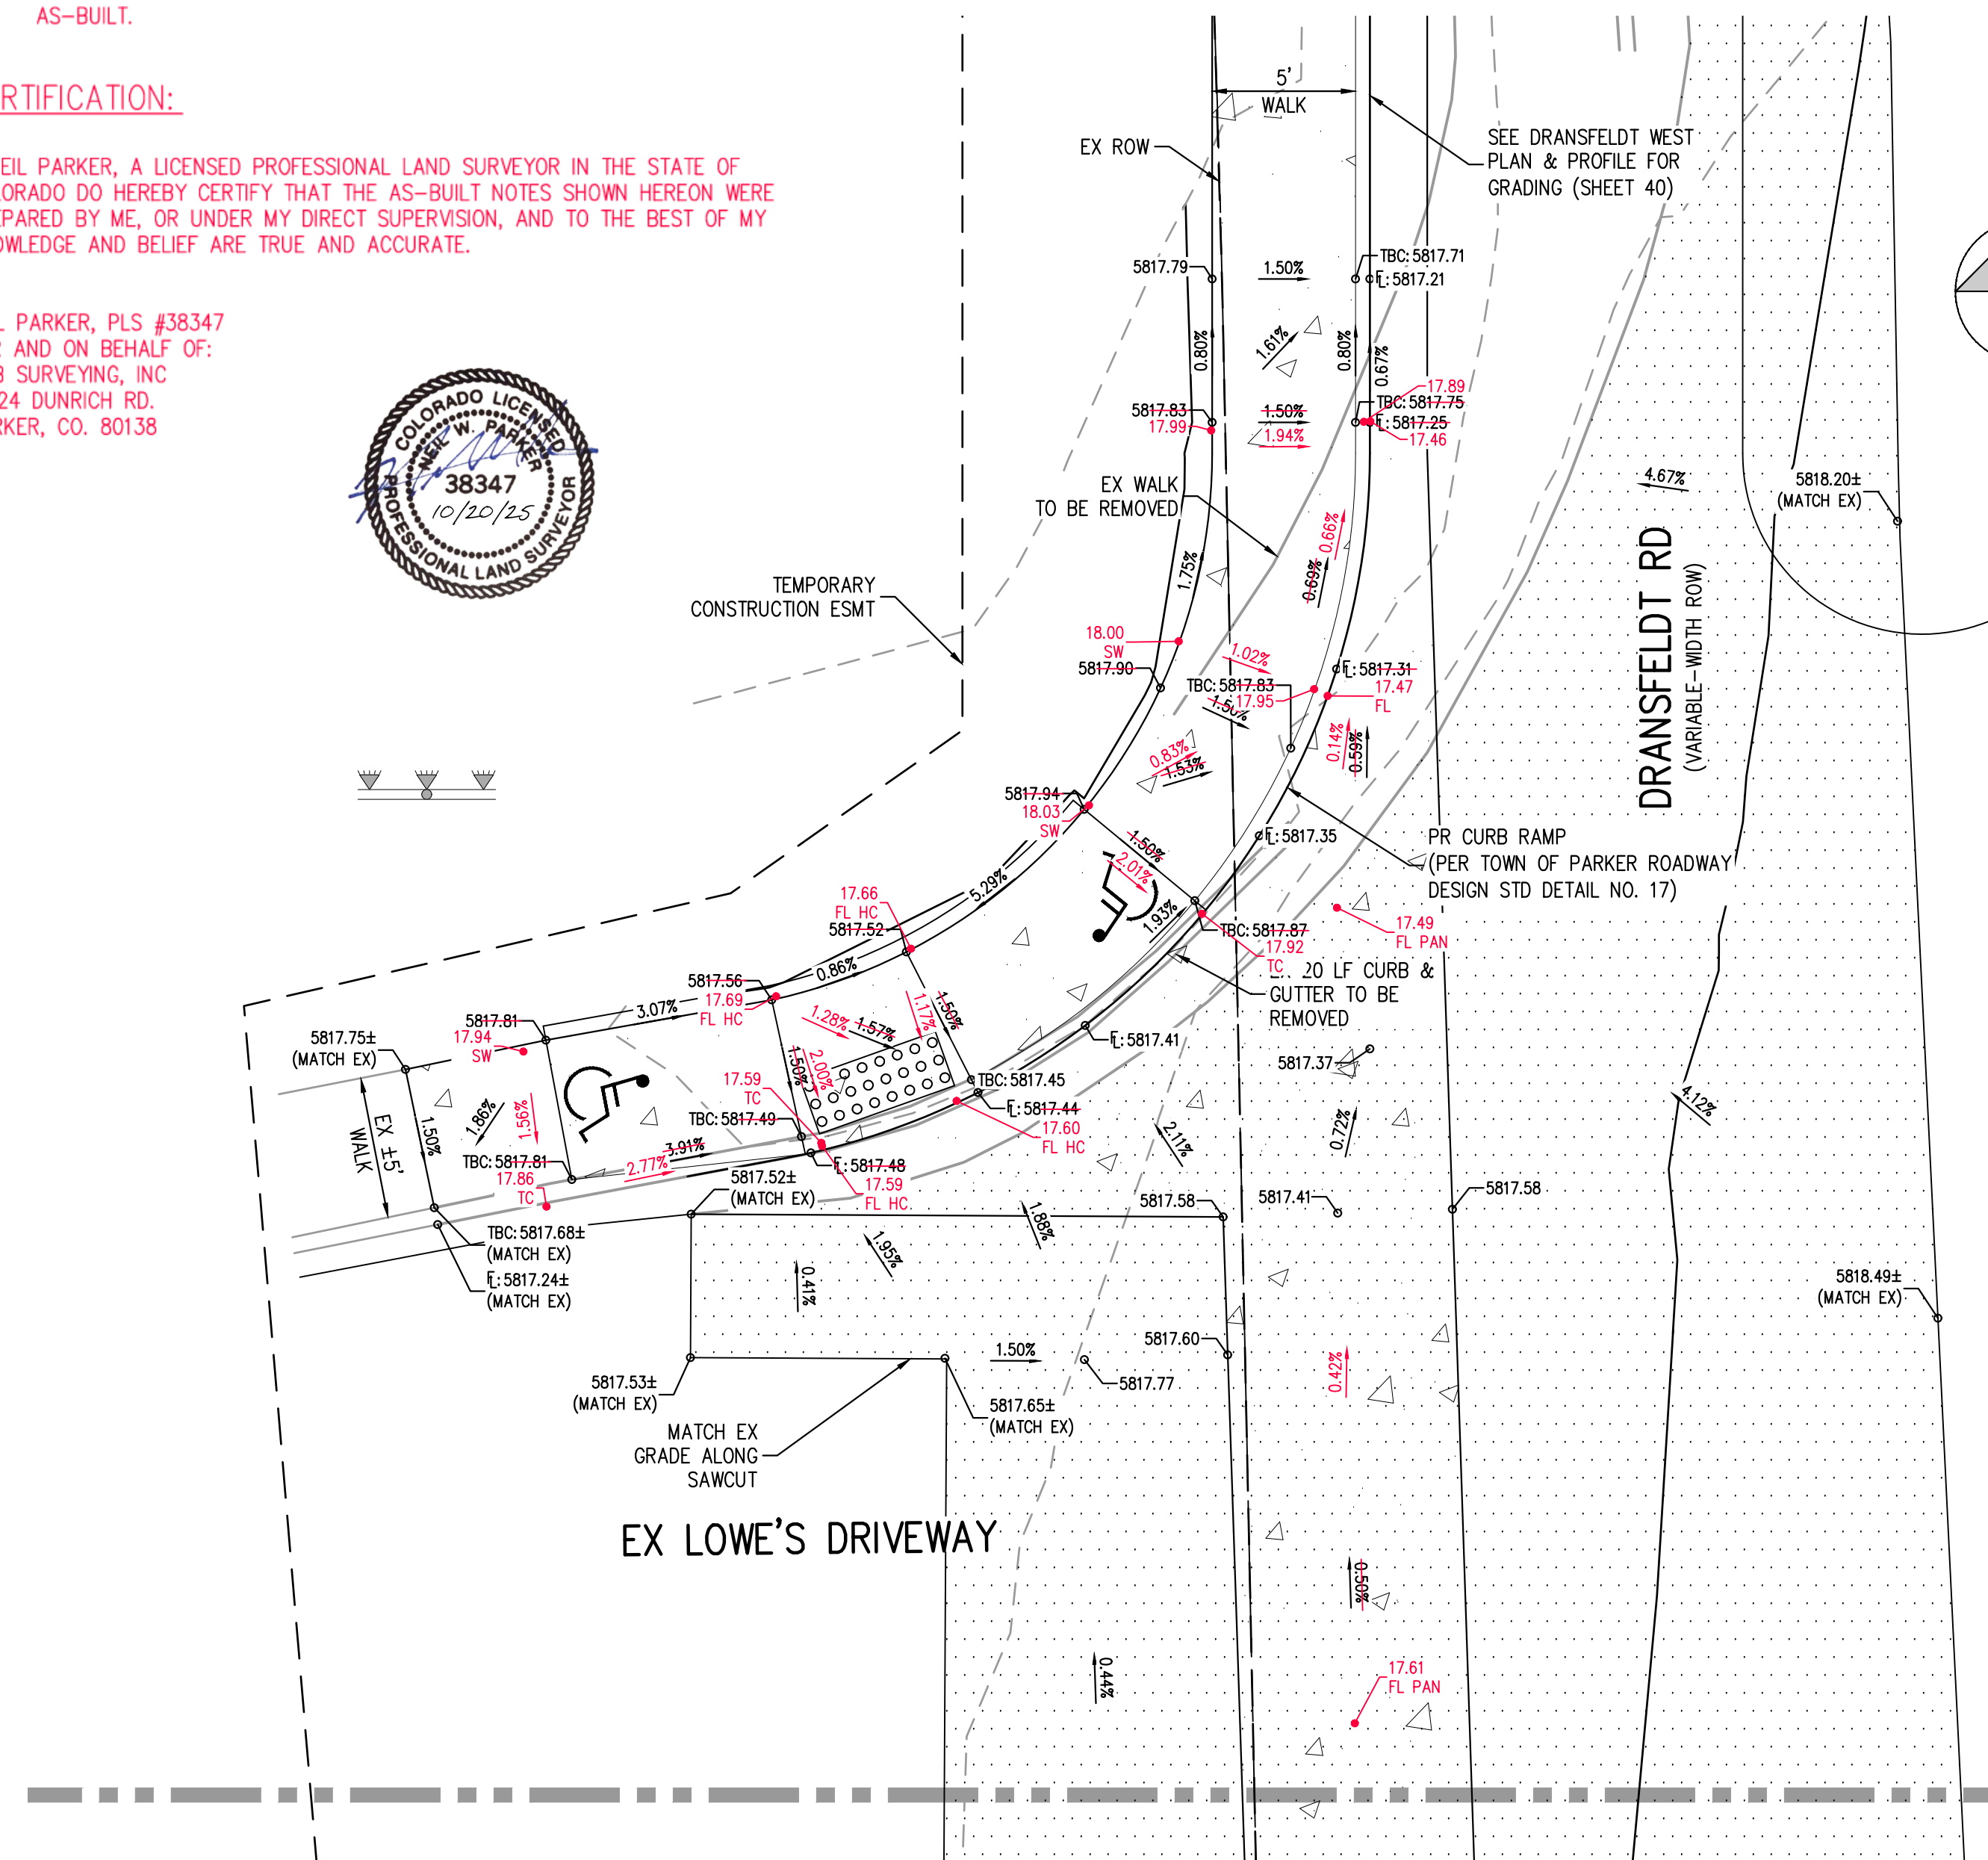 AS-BUILT.
RTIFICATION:
EIL PARKER, A LICENSED PROFESSIONAL LAND SURVEYOR IN THE STATE OF
ORADO DO HEREBY CERTIFY THAT THE AS-BUILT NOTES SHOWN HEREON WERE
EPARED BY ME, OR UNDER MY DIRECT SUPERVISION, AND TO THE BEST OF MY
OWLEDGE AND BELIEF ARE TRUE AND ACCURATE.
L PARKER, PLS #38347
AND ON BEHALF OF:
SURVEYING, INC
24 DUNRICH RD.
RKER, CO. 80138
COLORADO LICENSED
NEIL W. PARKER
38347
10/20/25
PROFESSIONAL LAND SURVEYOR
5'
WALK
EX ROW
SEE DRANSFELDT WEST
PLAN & PROFILE FOR
GRADING (SHEET 40)
5817.79
1.50%
TBC: 5817.71
FL: 5817.21
0.80%
1.61%
0.80%
0.67%
17.89
5817.83
17.99
1.50%
1.94%
TBC: 5817.75
FL: 5817.25
17.46
EX WALK
TO BE REMOVED
4.67%
5818.20±
(MATCH EX)
TEMPORARY
CONSTRUCTION ESMT
1.75%
0.69%
0.66%
18.00
SW
5817.90
1.02%
TBC: 5817.83
17.95
1.50%
FL: 5817.31
17.47
FL
0.14%
0.59%
DRANSFELDT RD
(VARIABLE-WIDTH ROW)
0.83%
1.53%
5817.94
18.03
SW
1.50%
2.01%
FL: 5817.35
PR CURB RAMP
(PER TOWN OF PARKER ROADWAY
DESIGN STD DETAIL NO. 17)
5.29%
17.66
FL HC
5817.52
1.93%
TBC: 5817.87
17.92
TC
17.49
FL PAN
20 LF CURB &
GUTTER TO BE
REMOVED
0.86%
5817.56
17.69
FL HC
3.07%
1.28%
1.57%
1.17%
1.50%
5817.81
17.94
SW
5817.75±
(MATCH EX)
1.50%
2.00%
FL: 5817.41
5817.37
17.59
TC
TBC: 5817.45
FL: 5817.44
17.60
FL HC
4.12%
EX ±5'
WALK
1.50%
1.86%
1.56%
TBC: 5817.49
3.91%
2.77%
TBC: 5817.81
17.86
TC
FL: 5817.48
17.59
FL HC
2.11%
0.72%
5817.52±
(MATCH EX)
5817.58
5817.41
5817.58
TBC: 5817.68±
(MATCH EX)
FL: 5817.24±
(MATCH EX)
1.95%
1.88%
0.41%
5818.49±
(MATCH EX)
5817.60
1.50%
5817.77
0.42%
5817.53±
(MATCH EX)
5817.65±
(MATCH EX)
MATCH EX
GRADE ALONG
SAWCUT
EX LOWE'S DRIVEWAY
0.50%
0.44%
17.61
FL PAN